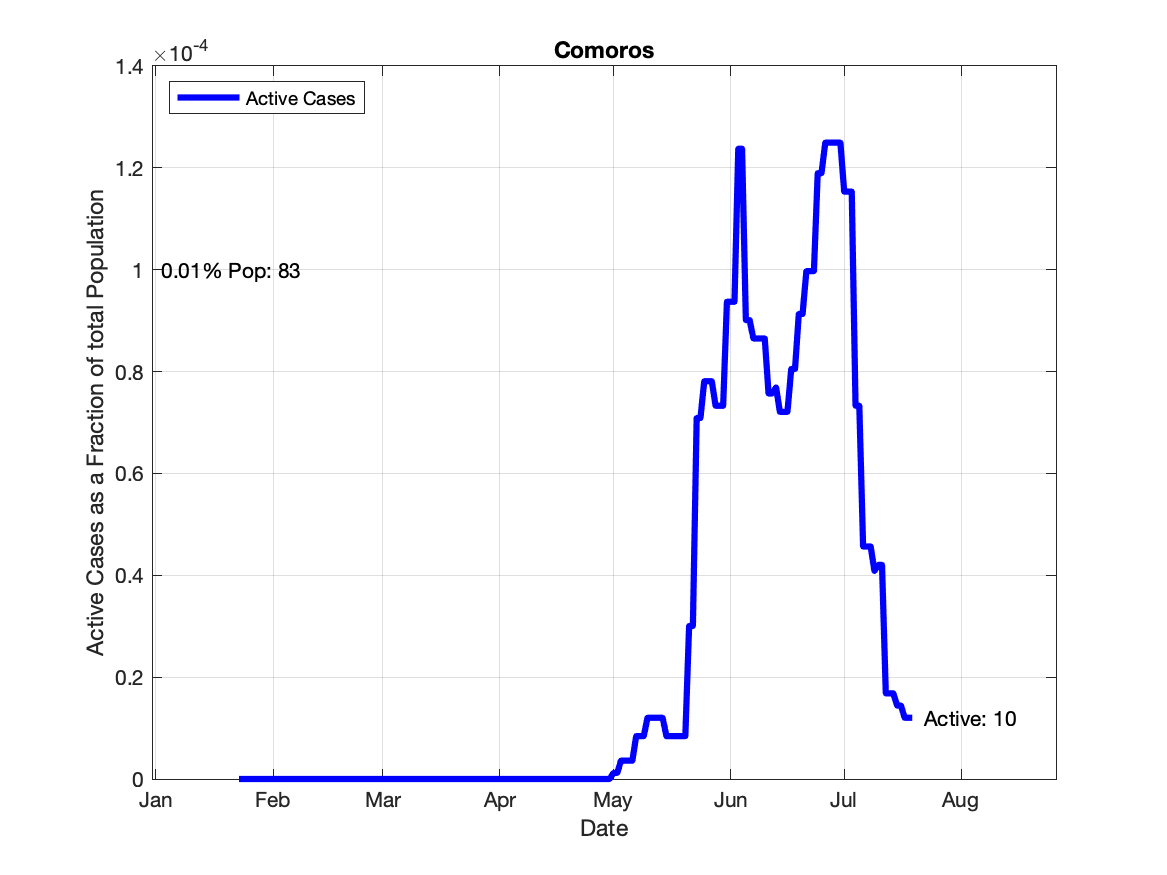 Comoros
×10-4
Active Cases
1.4
1.2
1
0.8
0.6
0.4
0.2
0
0.01% Pop: 83
Active: 10
Active Cases as a Fraction of total Population
Jan Feb Mar Apr May Jun Jul Aug
Date